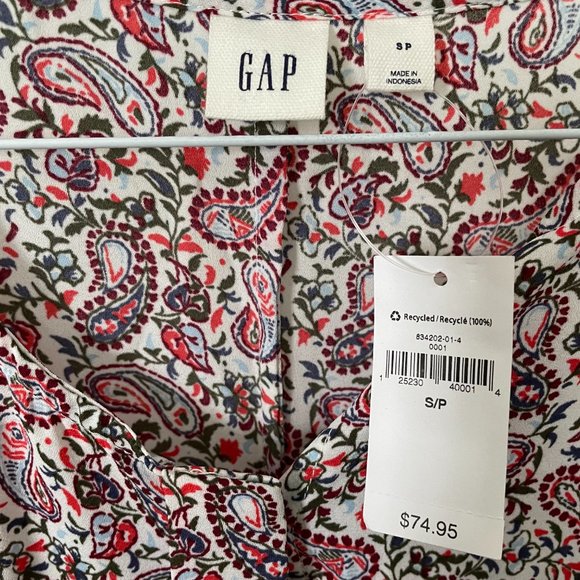 GAP
SP
MADE IN
INDONESIA
Recycled / Recyclé (100%)
834202-01-4
0001
1 25230 40001 4
S/P
$74.95